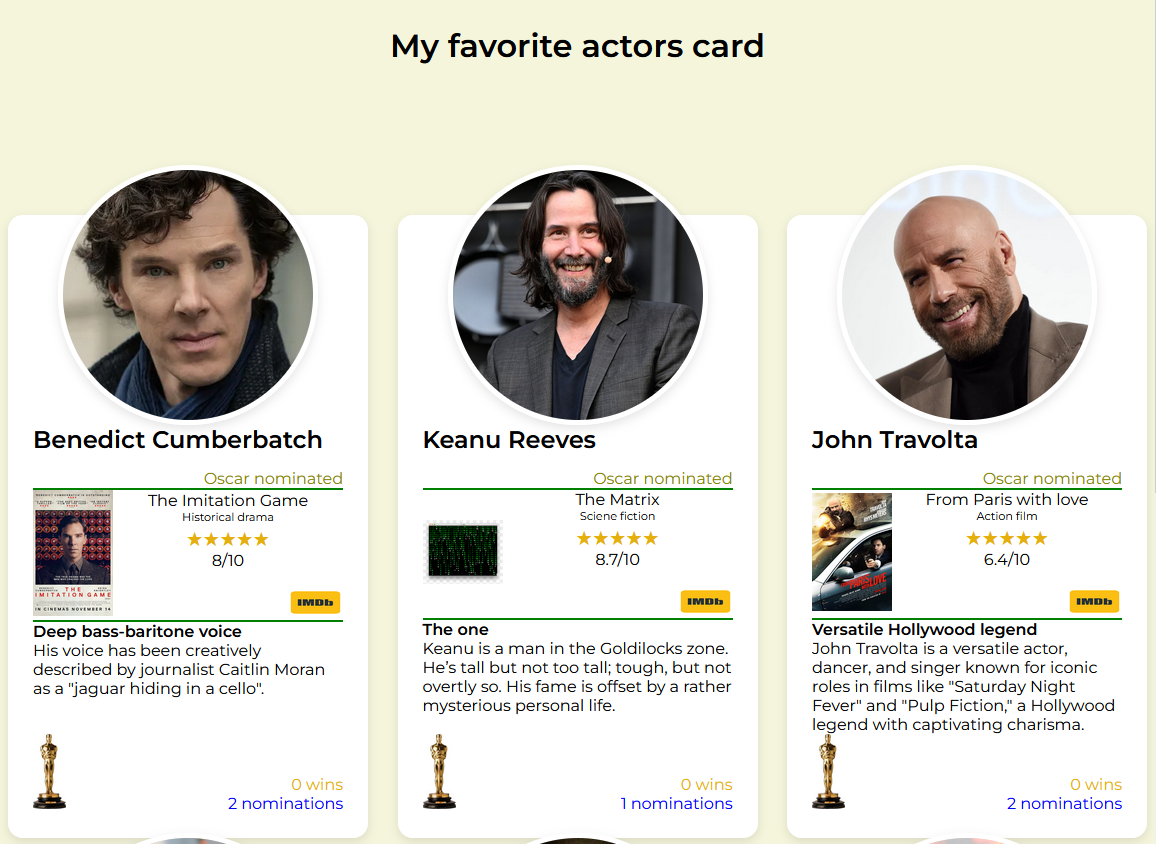 My favorite actors card
Benedict Cumberbatch
Oscar nominated
The Imitation Game
Historical drama
★★★★★
8/10
THE
IMITATION GAME
IN CINEMAS NOVEMBER 14
IMDb
Deep bass-baritone voice
His voice has been creatively
described by journalist Caitlin Moran
as a "jaguar hiding in a cello".
0 wins
2 nominations
Keanu Reeves
Oscar nominated
The Matrix
Sciene fiction
★★★★★
8.7/10
IMDb
The one
Keanu is a man in the Goldilocks zone.
He’s tall but not too tall; tough, but not
overtly so. His fame is offset by a rather
mysterious personal life.
0 wins
1 nominations
John Travolta
Oscar nominated
From Paris with love
Action film
★★★★★
6.4/10
IMDb
Versatile Hollywood legend
John Travolta is a versatile actor,
dancer, and singer known for iconic
roles in films like "Saturday Night
Fever" and "Pulp Fiction," a Hollywood
legend with captivating charisma.
0 wins
2 nominations